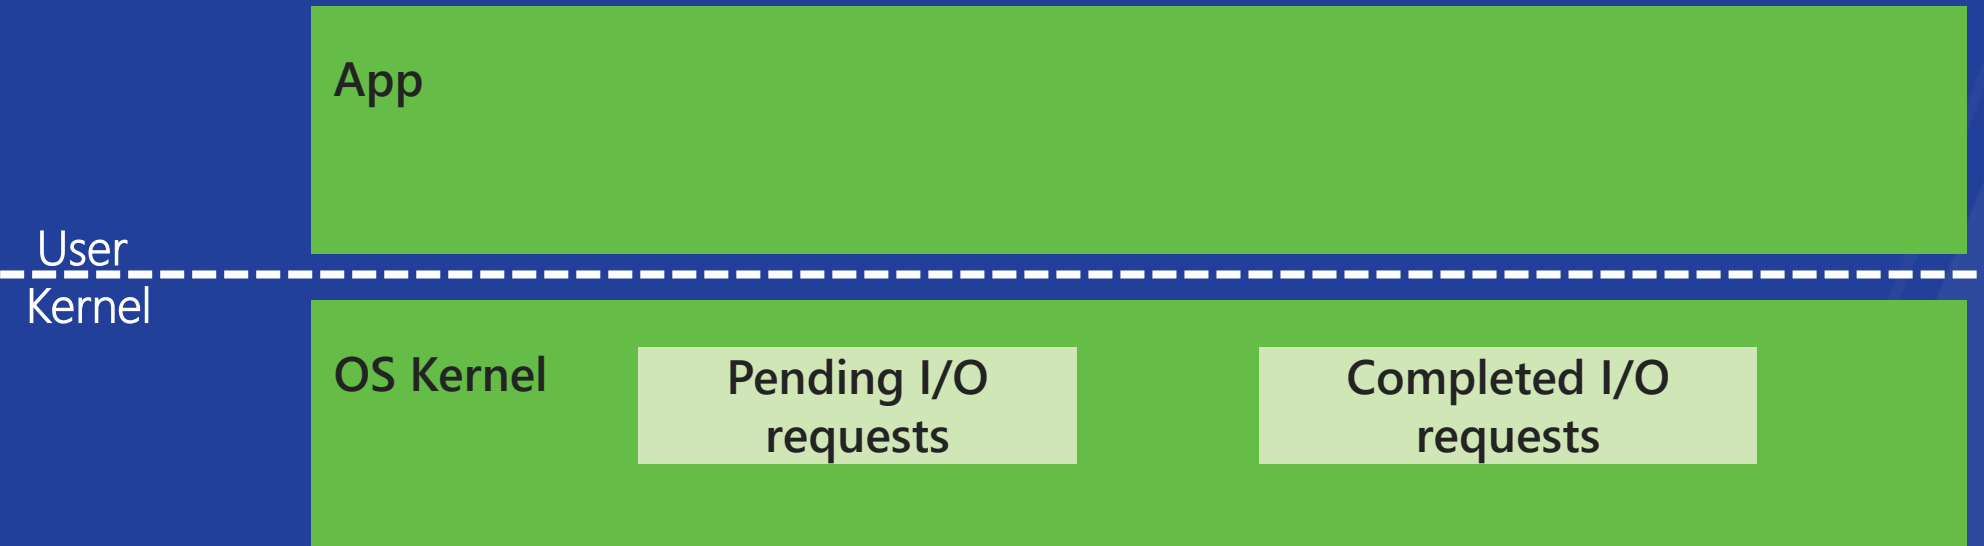 App
User
Kernel
OS Kernel
Pending I/O
requests
Completed I/O
requests